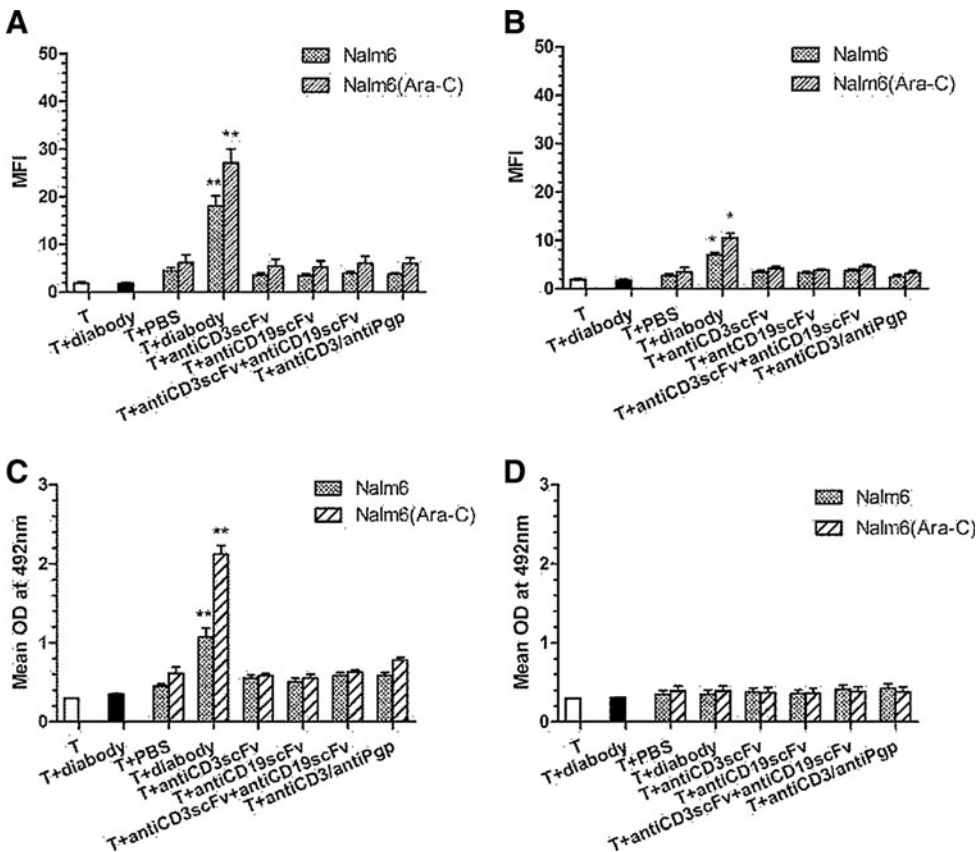 A
50
40
30
20
10
0
MFI
Nalm6
Nalm6(Ara-C)
**
**
T
T+diabody
T+PBS
T+diabody
T+antiCD3scFv
T+antiCD19scFv
T+antiCD3scFv+antiCD19scFv
T+antiCD3/antiPgp
B
50
40
30
20
10
0
MFI
Nalm6
Nalm6(Ara-C)
*
*
T
T+diabody
T+PBS
T+diabody
T+antiCD3scFv
T+antCD19scFv
T+antiCD3scFv+antiCD19scFv
T+antiCD3/antiPgp
C
3
2
1
0
Mean OD at 492nm
Nalm6
Nalm6(Ara-C)
**
**
T
T+diabody
T+PBS
T+diabody
T+antiCD3scFv
T+antiCD19scFv
T+antiCD3scFv+antiCD19scFv
T+antiCD3/antiPgp
D
3
2
1
0
Mean OD at 492nm
Nalm6
Nalm6(Ara-C)
T
T+diabody
T+PBS
T+diabody
T+antiCD3scFv
T+antiCD19scFv
T+antiCD3scFv+antiCD19scFv
T+antiCD3/antiPgp